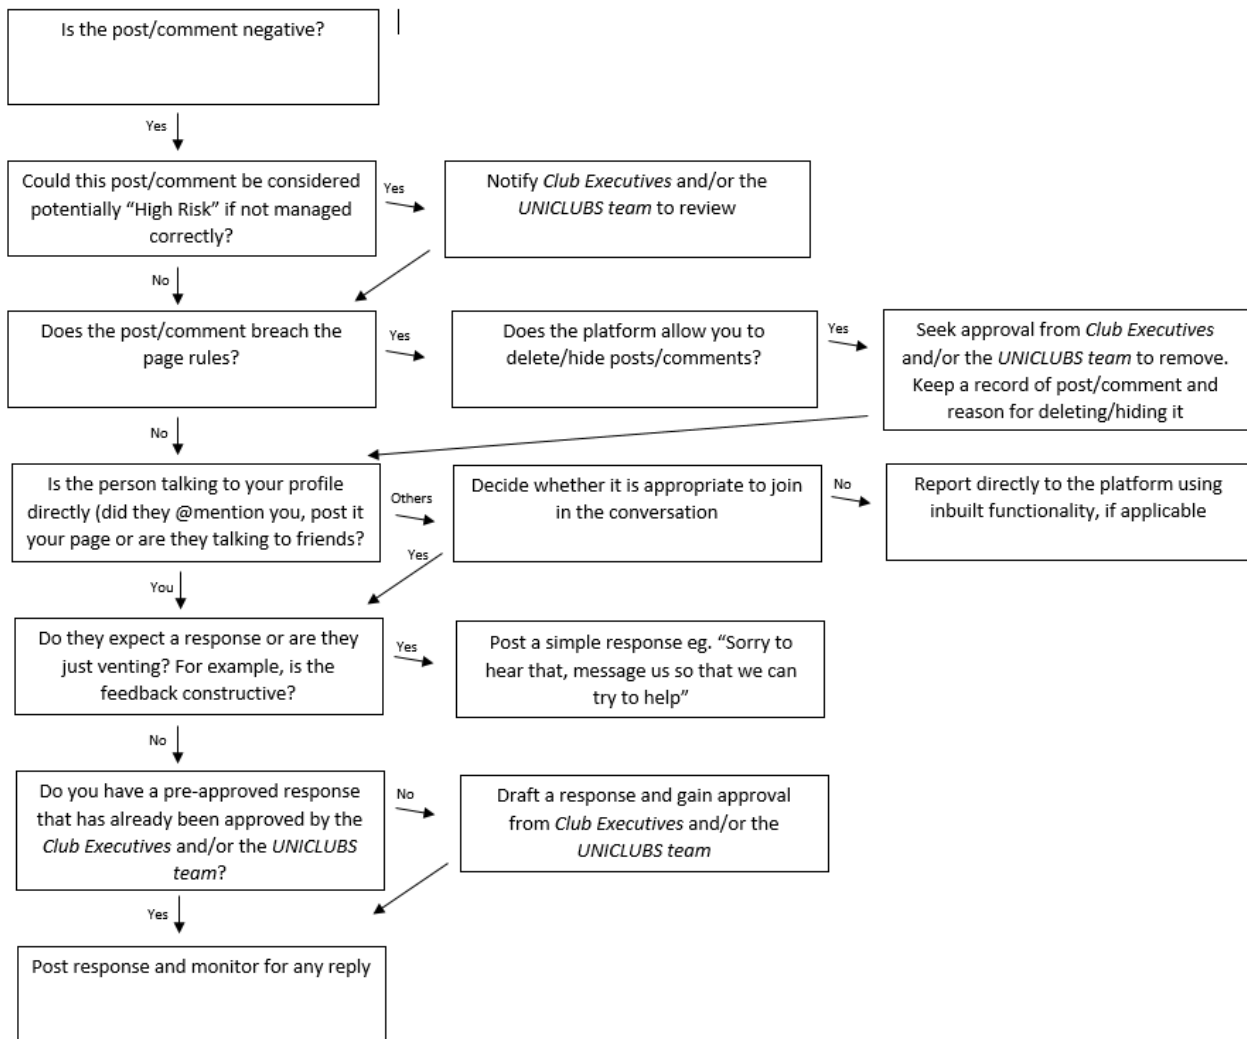 Is the post/comment negative?
Yes
Could this post/comment be considered
potentially “High Risk” if not managed
correctly?
Yes
Notify Club Executives and/or the
UNICLUBS team to review
No
Does the post/comment breach the
page rules?
Yes
Does the platform allow you to
delete/hide posts/comments?
Yes
Seek approval from Club Executives
and/or the UNICLUBS team to remove.
Keep a record of post/comment and
reason for deleting/hiding it
No
Is the person talking to your profile
directly (did they @mention you, post it
your page or are they talking to friends?
Others
Decide whether it is appropriate to join
in the conversation
No
Report directly to the platform using
inbuilt functionality, if applicable
Yes
You
Do they expect a response or are they
just venting? For example, is the
feedback constructive?
Yes
Post a simple response eg. “Sorry to
hear that, message us so that we can
try to help”
No
Do you have a pre-approved response
that has already been approved by the
Club Executives and/or the UNICLUBS
team?
No
Draft a response and gain approval
from Club Executives and/or the
UNICLUBS team
Yes
Post response and monitor for any reply